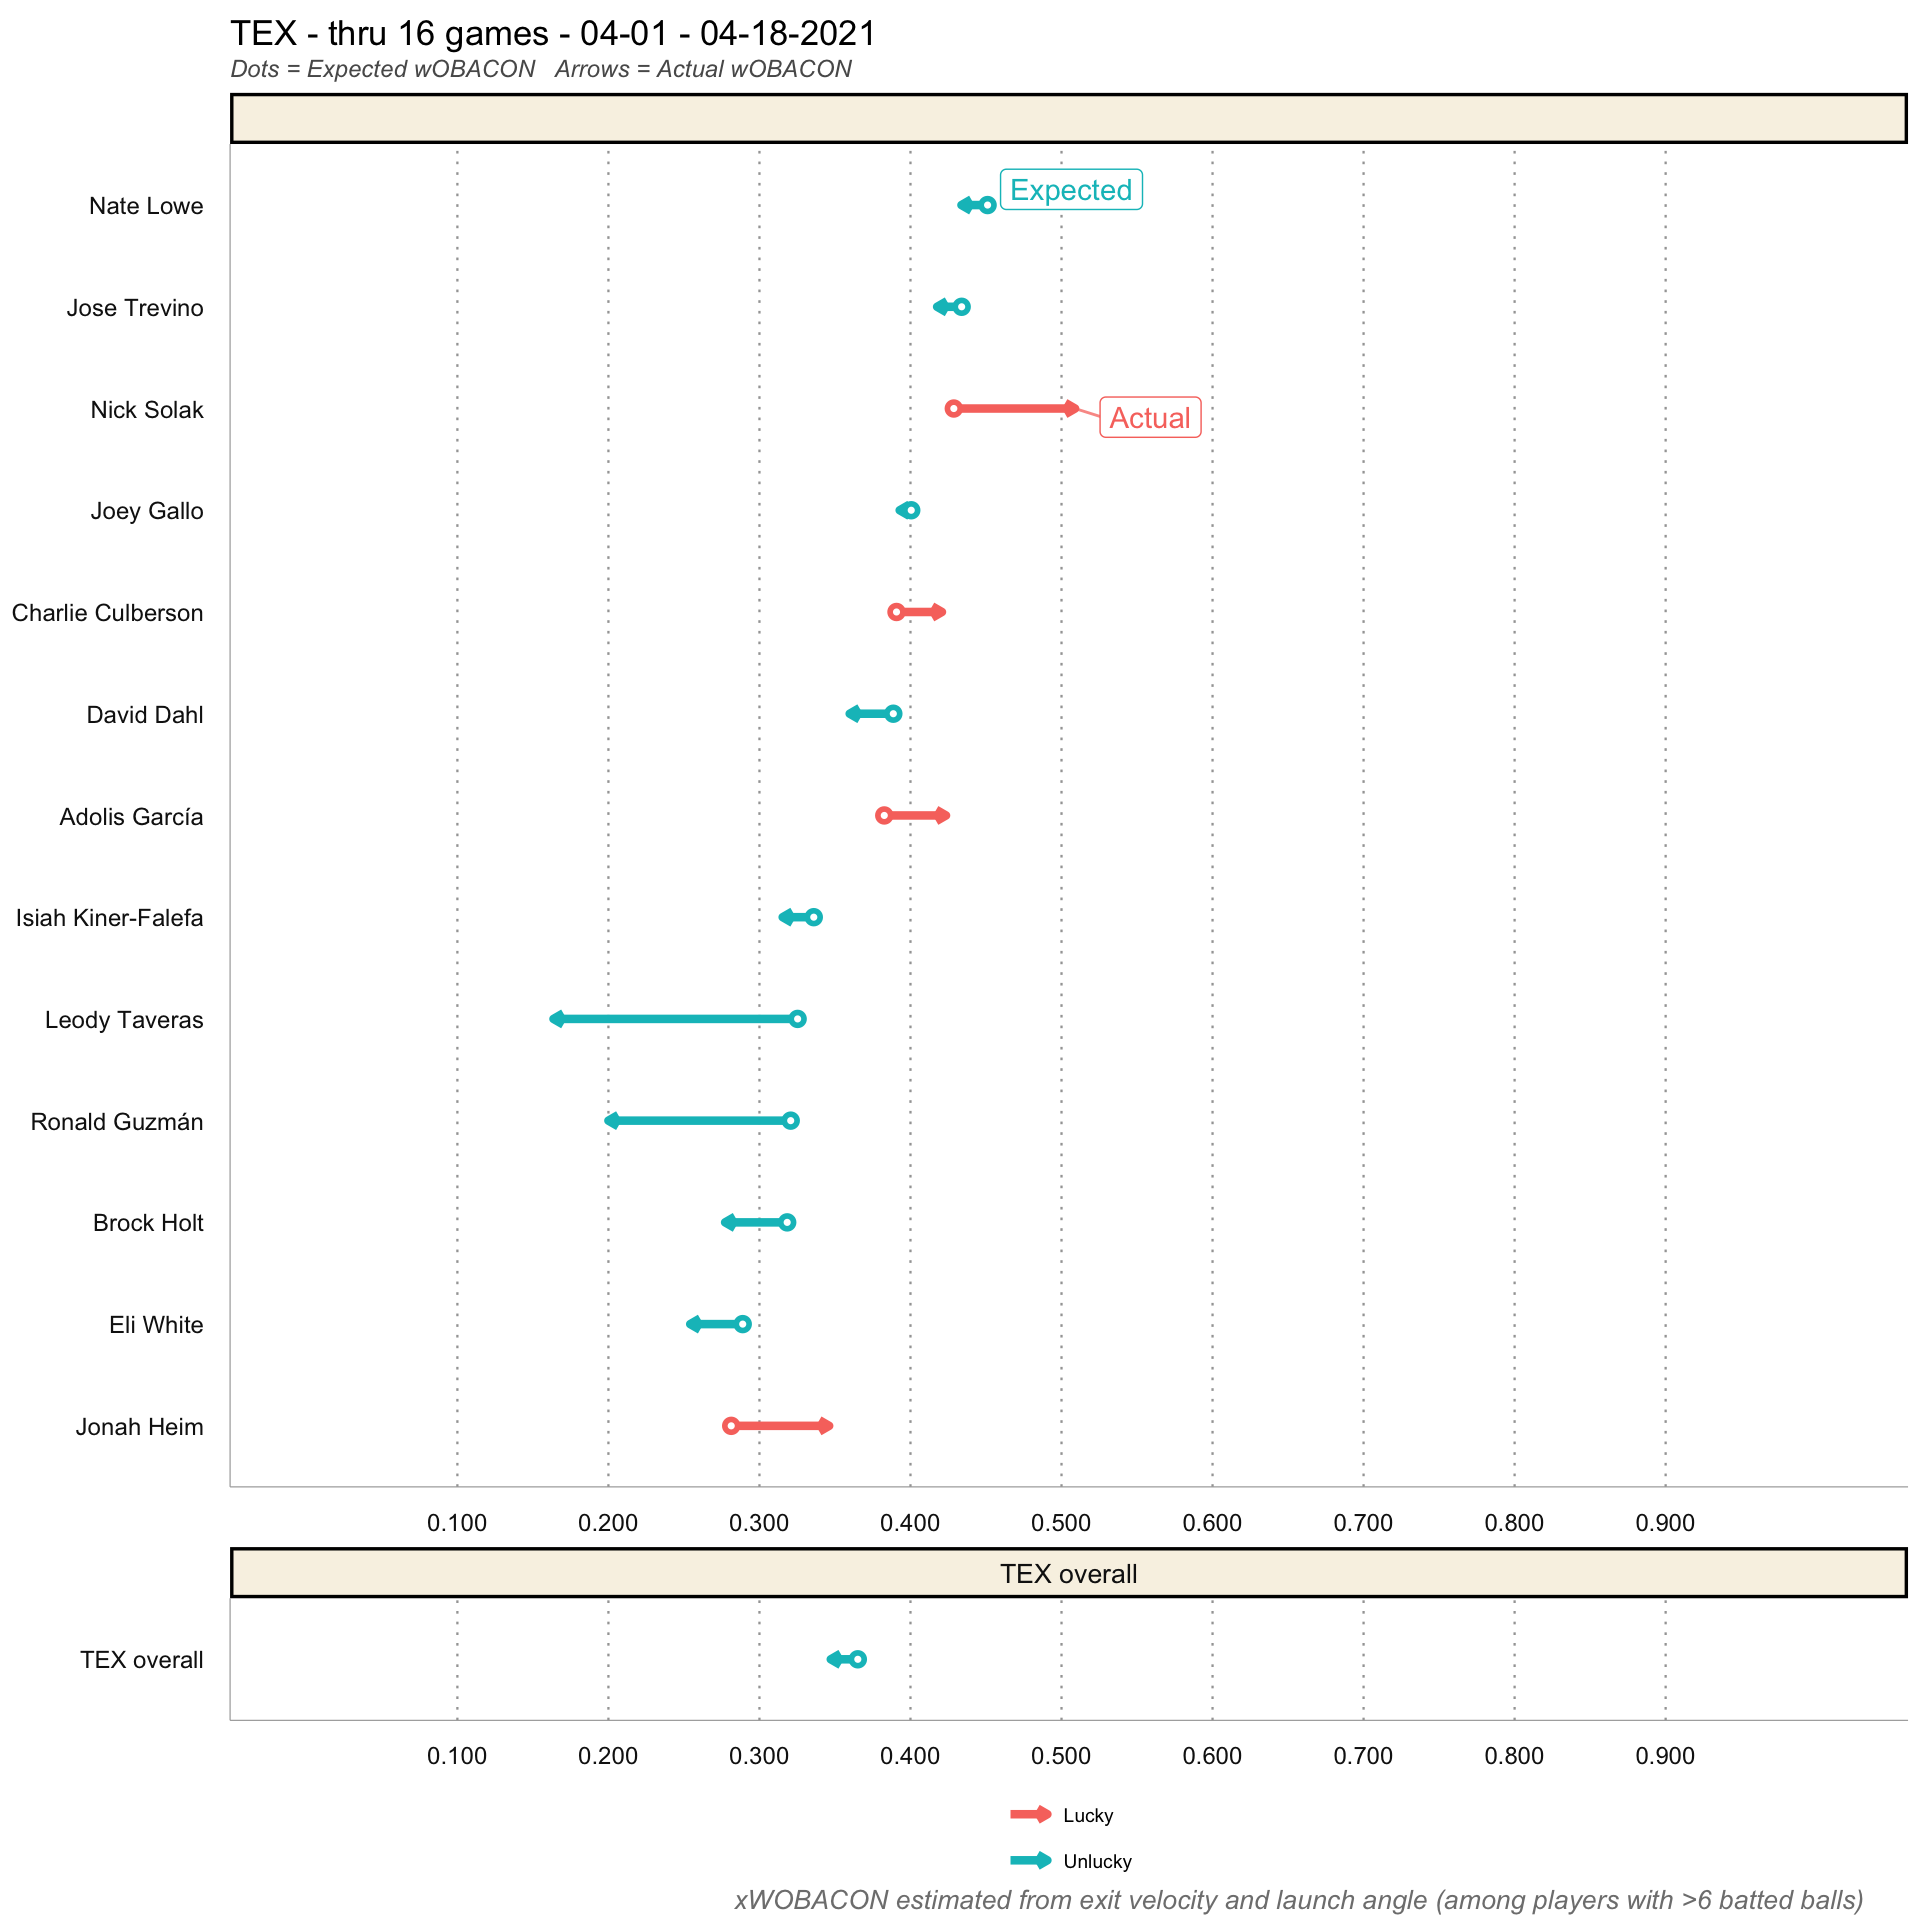 TEX - thru 16 games - 04-01 - 04-18-2021
Dots = Expected wOBACON   Arrows = Actual wOBACON
Nate Lowe
Expected
Jose Trevino
Nick Solak
Actual
Joey Gallo
Charlie Culberson
David Dahl
Adolis García
Isiah Kiner-Falefa
Leody Taveras
Ronald Guzmán
Brock Holt
Eli White
Jonah Heim
0.100 0.200 0.300 0.400 0.500 0.600 0.700 0.800 0.900
TEX overall
TEX overall
0.100 0.200 0.300 0.400 0.500 0.600 0.700 0.800 0.900
Lucky
Unlucky
xWOBACON estimated from exit velocity and launch angle (among players with >6 batted balls)